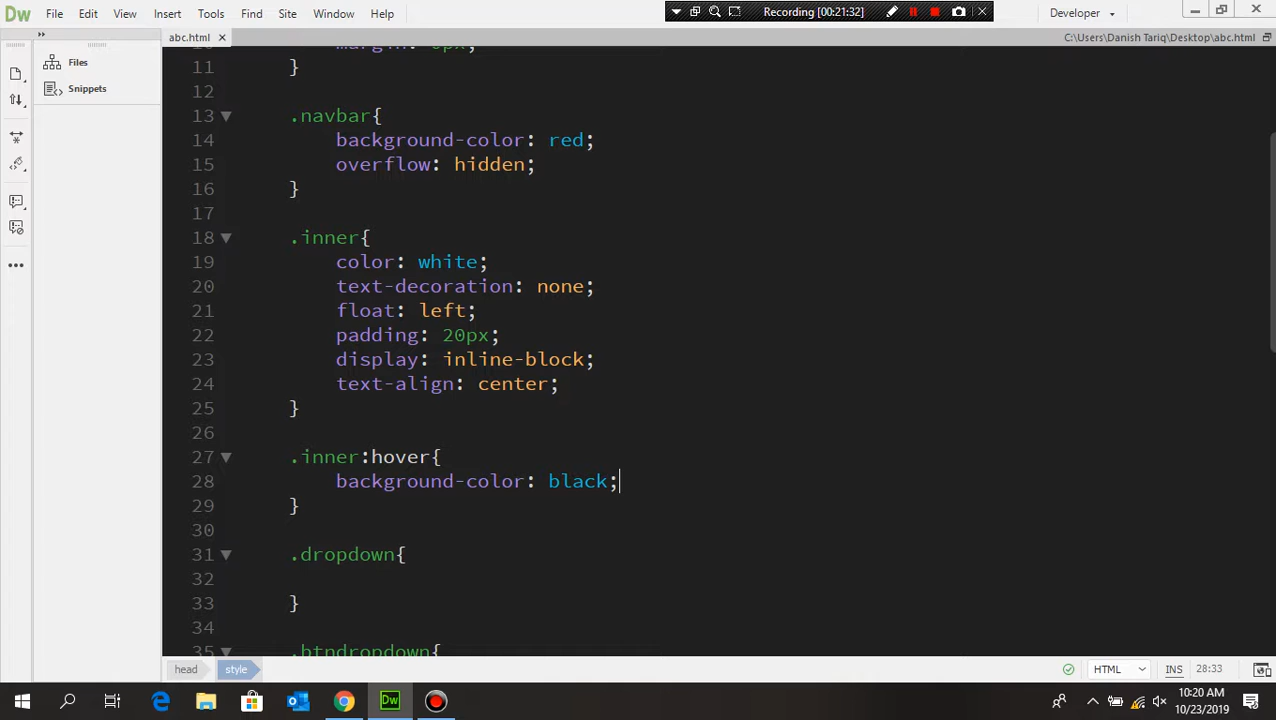 Dw File Edit View Insert Tools Find Site Window Help Recording [00:21:32] Developer
abc.html C:\Users\Danish Tariq\Desktop\abc.html
Files
Snippets
margin: 0px;
11 }
12
13 .navbar{
14 background-color: red;
15 overflow: hidden;
16 }
17
18 .inner{
19 color: white;
20 text-decoration: none;
21 float: left;
22 padding: 20px;
23 display: inline-block;
24 text-align: center;
25 }
26
27 .inner:hover{
28 background-color: black;
29 }
30
31 .dropdown{
32
33 }
34
35 .btndropdown{
head style HTML INS 28:33
Dw 10:20 AM
10/23/2019